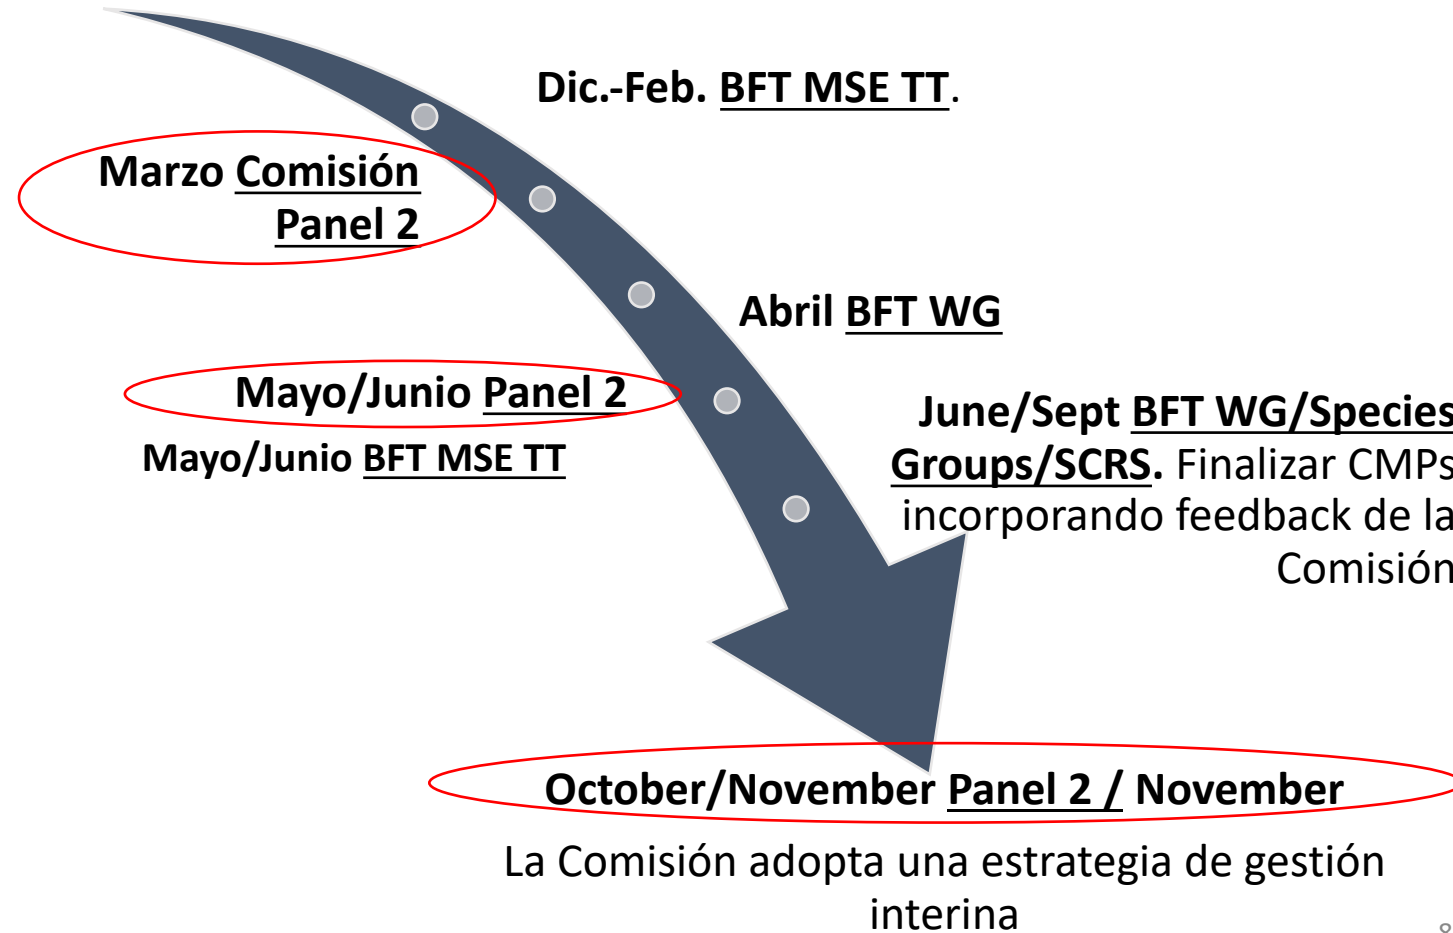 Dic.-Feb. BFT MSE TT.
Marzo Comisión
Panel 2
Abril BFT WG
Mayo/Junio Panel 2
Mayo/Junio BFT MSE TT
June/Sept BFT WG/Species
Groups/SCRS. Finalizar CMPs
incorporando feedback de la
Comisión
October/November Panel 2 / November
La Comisión adopta una estrategia de gestión
interina